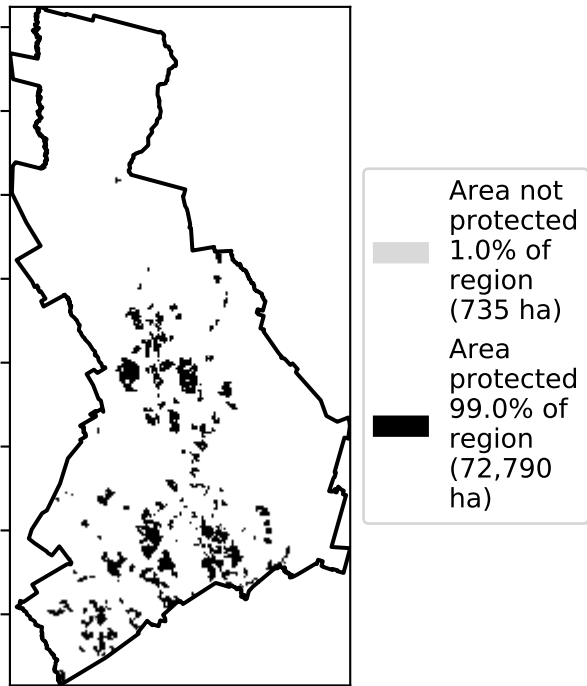 Area not
protected
1.0% of
region
(735 ha)
Area
protected
99.0% of
region
(72,790
ha)